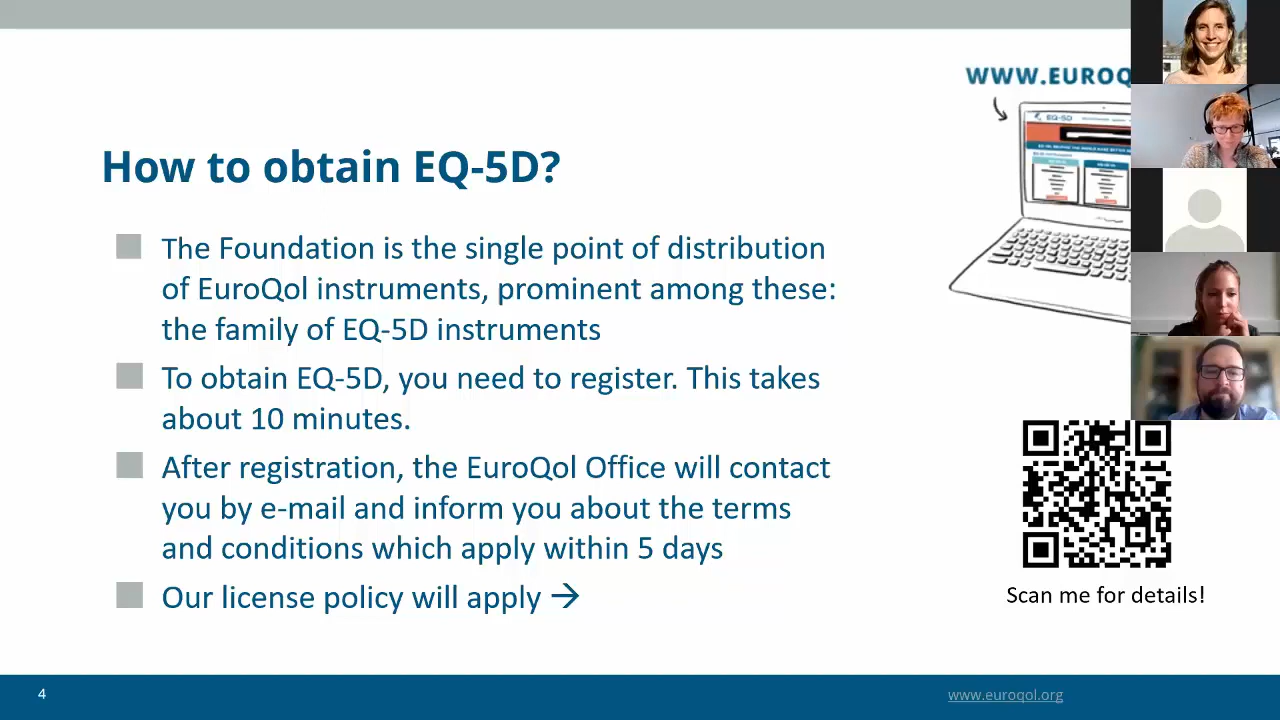 WWW.EUROQ
EQ-5D
How to obtain EQ-5D?
The Foundation is the single point of distribution
of EuroQol instruments, prominent among these:
the family of EQ-5D instruments
To obtain EQ-5D, you need to register. This takes
about 10 minutes.
After registration, the EuroQol Office will contact
you by e-mail and inform you about the terms
and conditions which apply within 5 days
Our license policy will apply →
Scan me for details!
4
www.euroqol.org